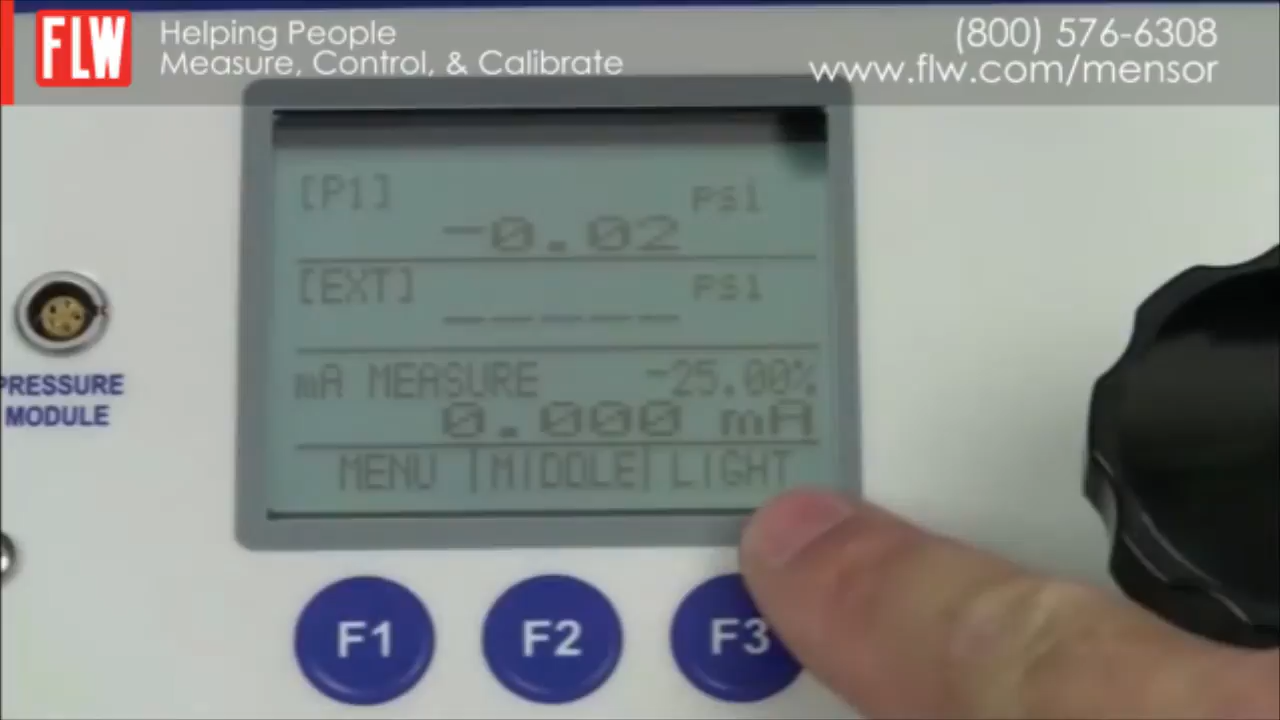 FLW
Helping People
Measure, Control, & Calibrate
(800) 576-6308
www.flw.com/mensor
[P1] psi
-0.02
[EXT] psi
-----
mA MEASURE -25.00%
0.000 mA
MENU |MIDDLE| LIGHT
PRESSURE
MODULE
F1 F2 F3